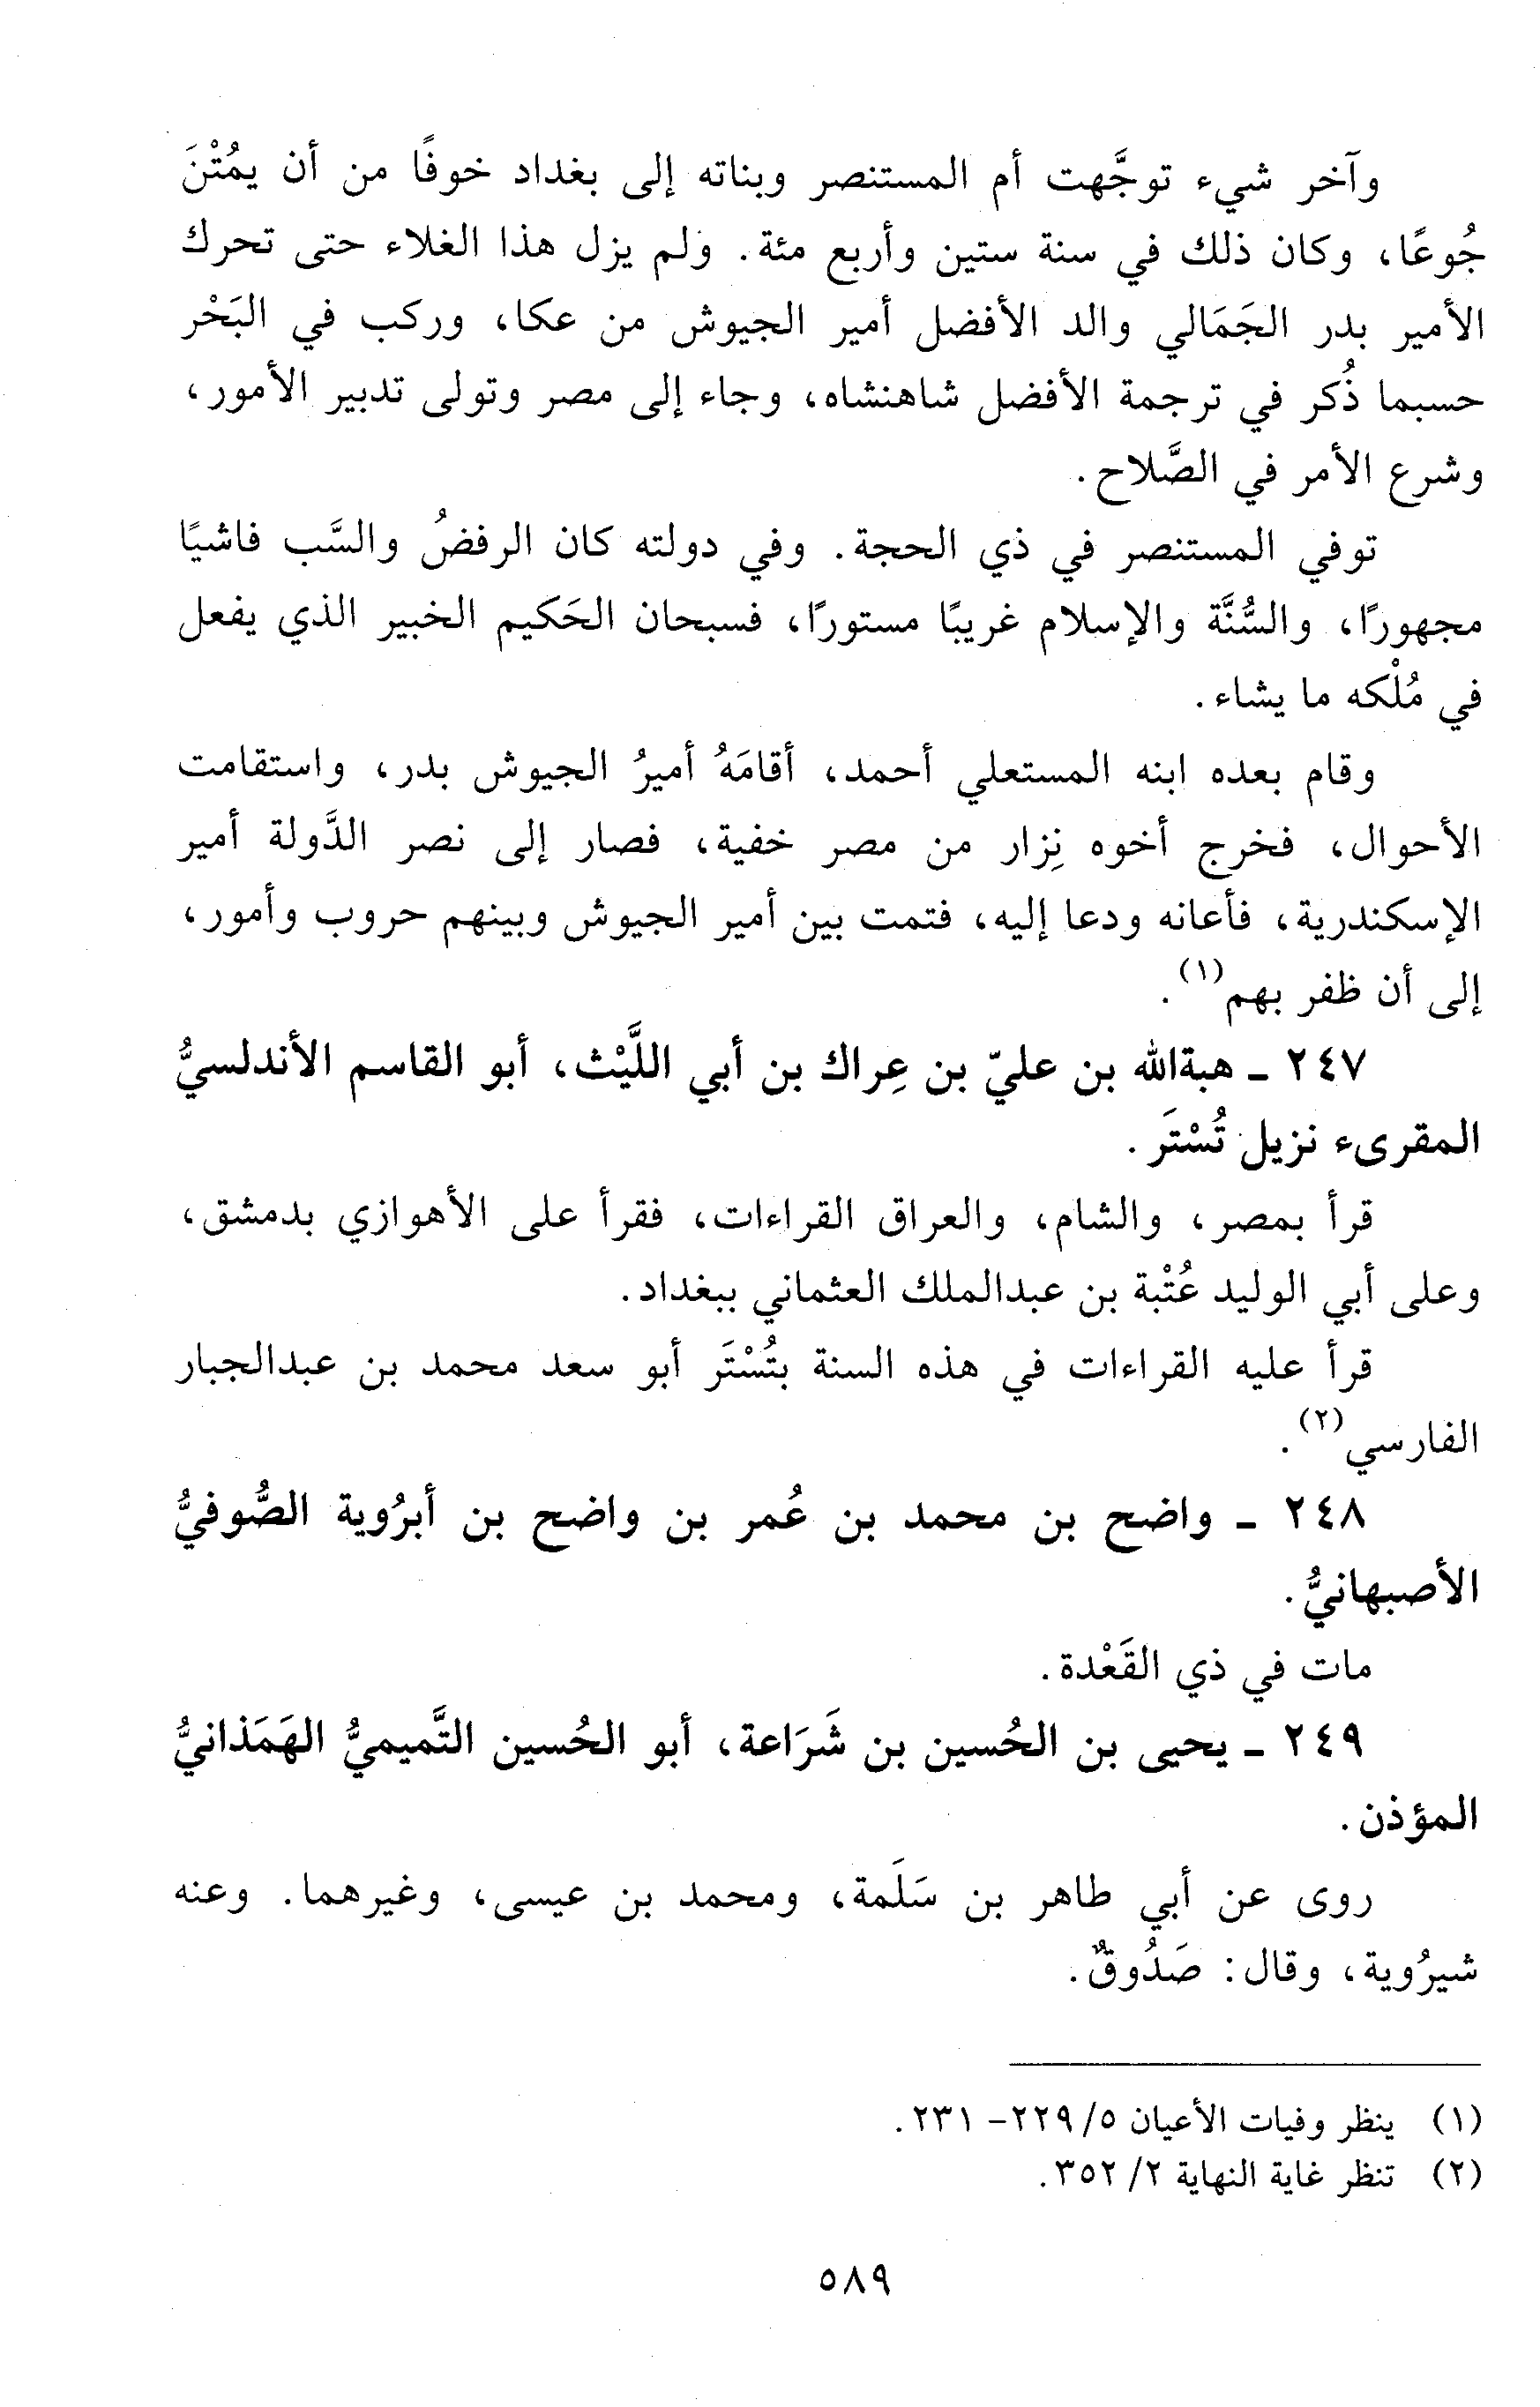 وآخر شيء توجَّهت أم المستنصر وبناته إلى بغداد خوفًا من أن يمُتْنَ
جُوعًا، وكان ذلك في سنة ستين وأربع مئة. ولم يزل هذا الغلاء حتى تحرك
الأمير بدر الجَمَالي والد الأفضل أمير الجيوش من عكا، وركب في البَحْر
حسبما ذُكر في ترجمة الأفضل شاهنشاه، وجاء إلى مصر وتولى تدبير الأمور،
وشرع الأمر في الصَّلاح.
توفي المستنصر في ذي الحجة. وفي دولته كان الرفضُ والسَّب فاشيًا
مجهورًا، والسُّنَّة والإسلام غريبًا مستورًا، فسبحان الحَكيم الخبير الذي يفعل
في مُلْكه ما يشاء.
وقام بعده ابنه المستعلي أحمد، أقامَهُ أميرُ الجيوش بدر، واستقامت
الأحوال، فخرج أخوه نِزار من مصر خفية، فصار إلى نصر الدَّولة أمير
الإسكندرية، فأعانه ودعا إليه، فتمت بين أمير الجيوش وبينهم حروب وأمور،
إلى أن ظفر بهم(١).
٢٤٧ - هبةالله بن عليّ بن عِراك بن أبي اللَّيْث، أبو القاسم الأندلسيُّ
المقرىء نزيل تُسْتَر.
قرأ بمصر، والشام، والعراق القراءات، فقرأ على الأهوازي بدمشق،
وعلى أبي الوليد عُتْبة بن عبدالملك العثماني ببغداد.
قرأ عليه القراءات في هذه السنة بتُسْتَر أبو سعد محمد بن عبدالجبار
الفارسي(٢).
٢٤٨ - واضح بن محمد بن عُمر بن واضح بن أبرُوية الصُّوفيُّ
الأصبهانيُّ.
مات في ذي القَعْدة.
٢٤٩ - يحيى بن الحُسين بن شَرَاعة، أبو الحُسين التَّميميُّ الهَمَذانيُّ
المؤذن.
روى عن أبي طاهر بن سَلَمة، ومحمد بن عيسى، وغيرهما. وعنه
شيرُوية، وقال: صَدُوقٌ.
(١) ينظر وفيات الأعيان ٥/ ٢٢٩- ٢٣١.
(٢) تنظر غاية النهاية ٢/ ٣٥٢.
٥٨٩